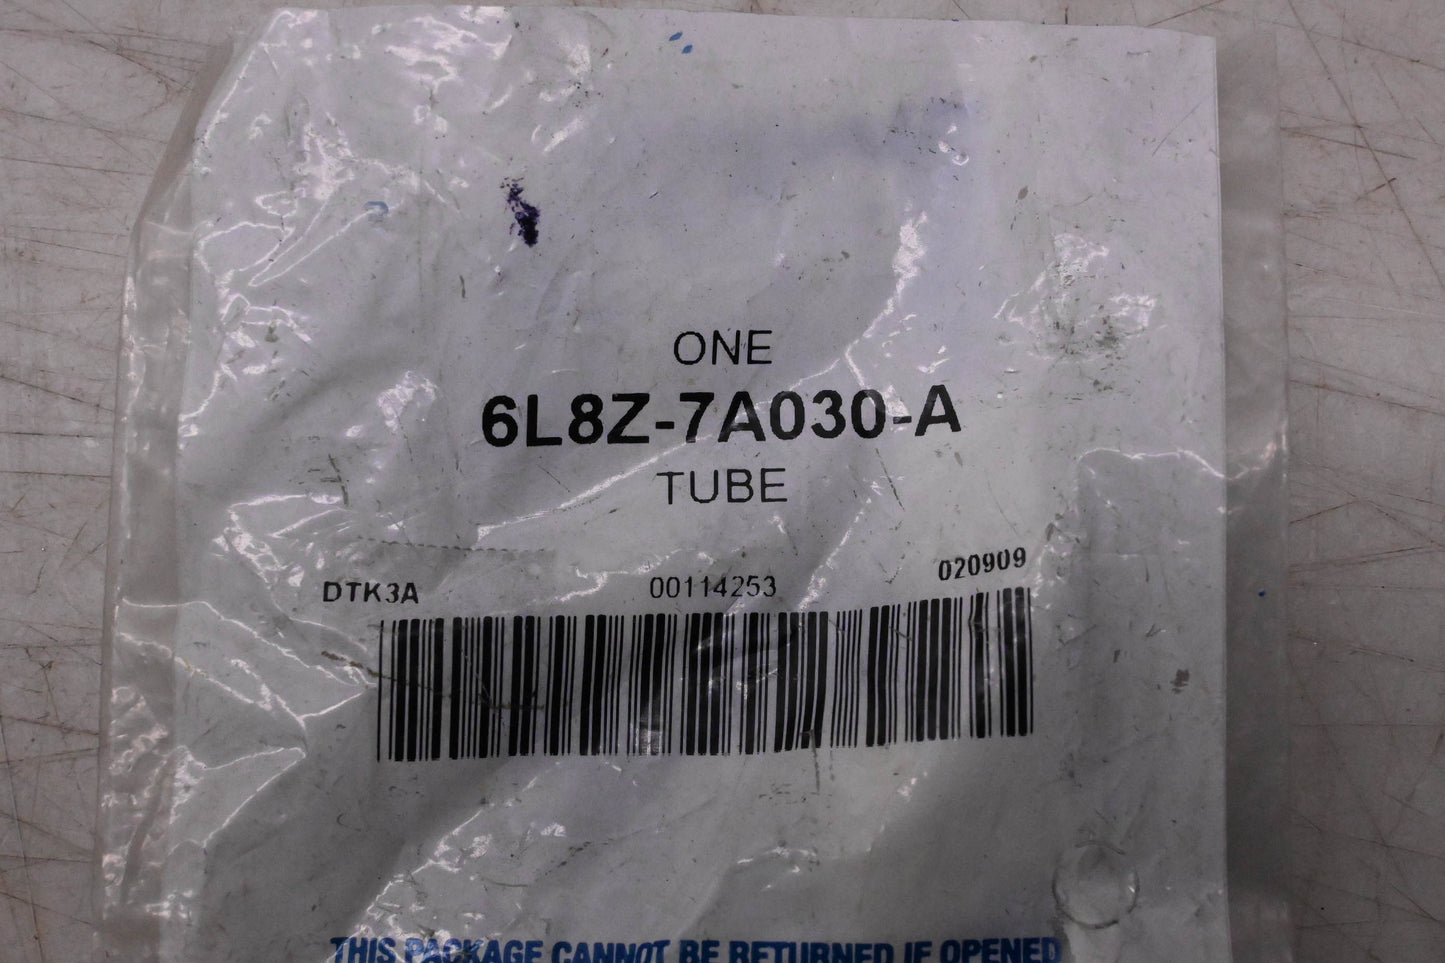 ONE
6L8Z-7A030-A
TUBE
DTK3A 00114253 020909
THIS PACKAGE CANNOT BE RETURNED IF OPENED